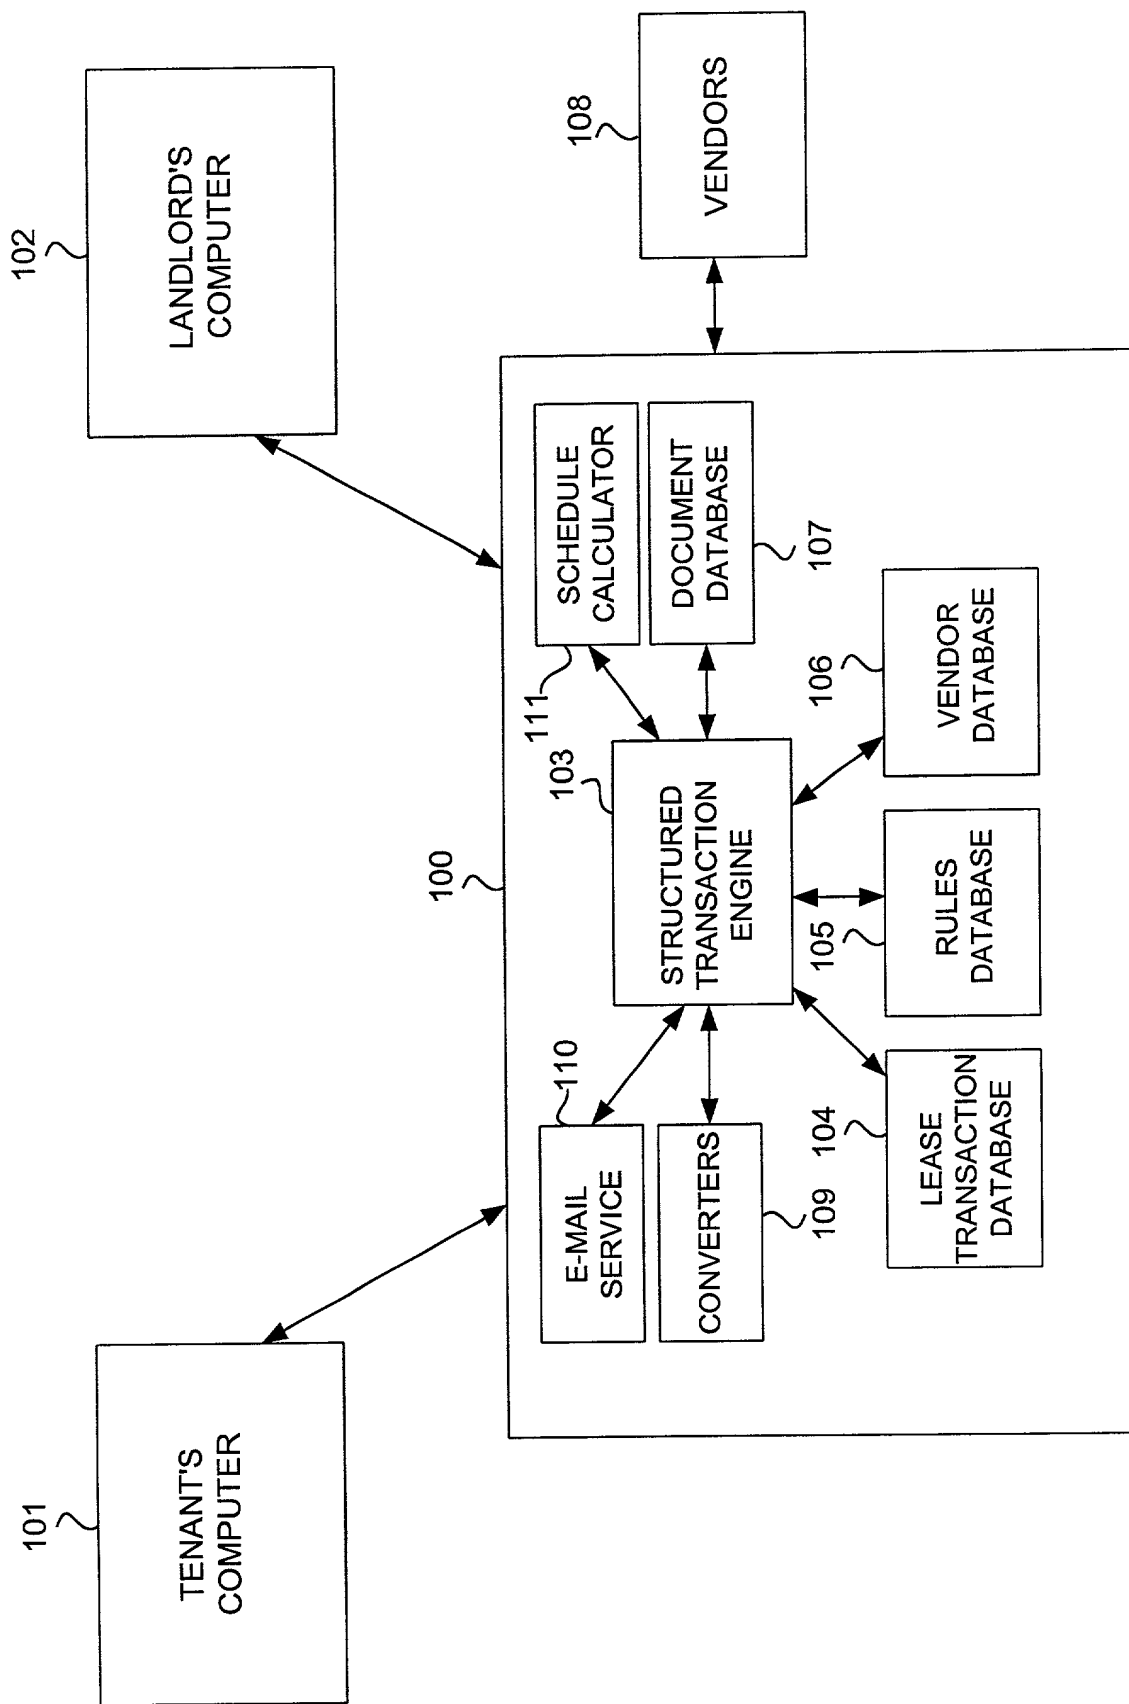 101
TENANT'S
COMPUTER
102
LANDLORD'S
COMPUTER
100
110
E-MAIL
SERVICE
CONVERTERS
109
103
STRUCTURED
TRANSACTION
ENGINE
111
SCHEDULE
CALCULATOR
DOCUMENT
DATABASE
107
104
LEASE
TRANSACTION
DATABASE
105
RULES
DATABASE
106
VENDOR
DATABASE
108
VENDORS